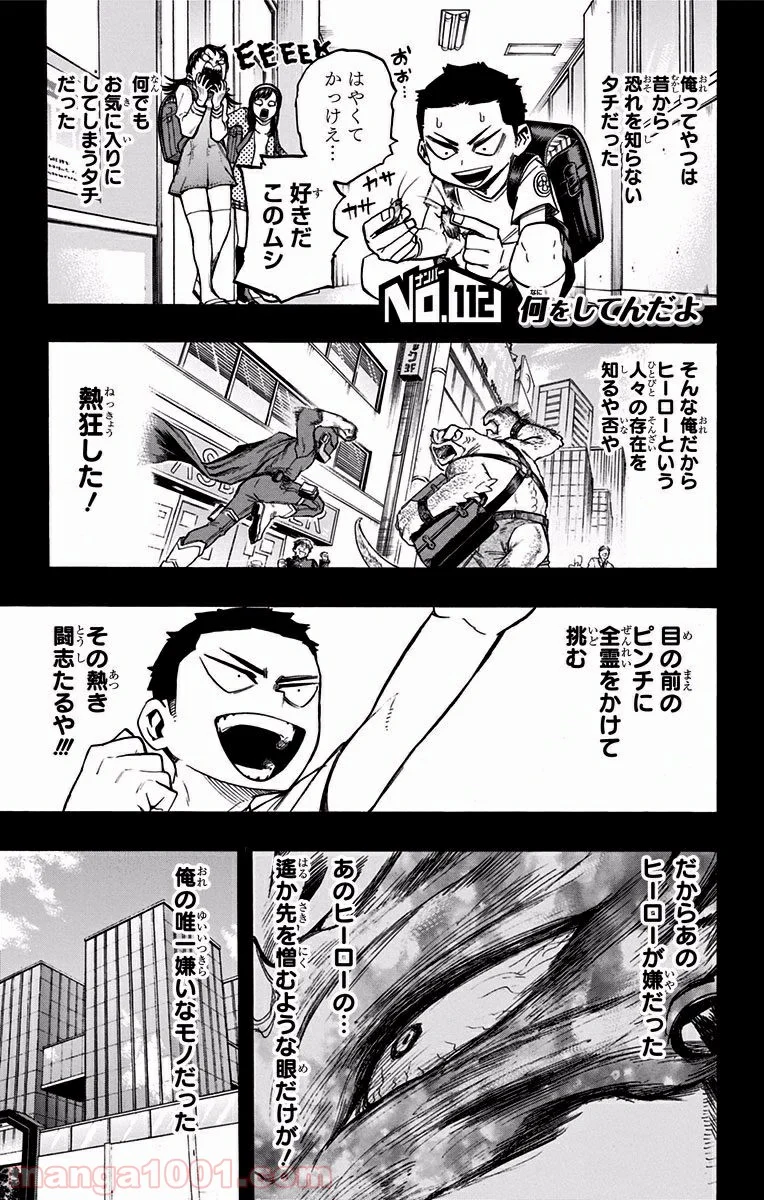 俺ってやつは
昔から
恐れを知らない
タチだった
おお…
はやくて
かっけえ…
カサ
カサ
好きだ
このムシ
EEEEEK
何でも
お気に入りに
してしまうタチ
だった
ナンバー
No.112
何をしてんだよ
そんな俺だから
ヒーローという
人々の存在を
知るや否や
熱狂した!
目の前の
ピンチに
全霊をかけて
挑む
その熱き
闘志たるや!!!
だからあの
ヒーローが嫌だった
あのヒーローの…
遙か先を憎むような眼だけが!
俺の唯一嫌いなモノだった
manga1001.com